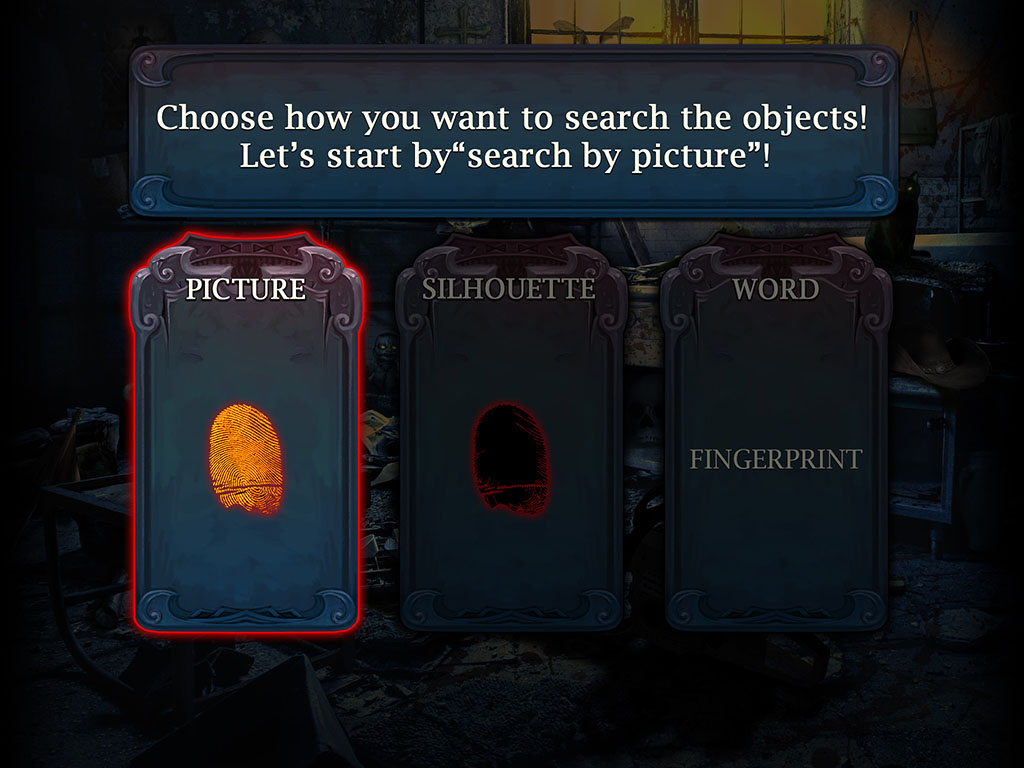 Choose how you want to search the objects!
Let’s start by“search by picture”!
PICTURE
SILHOUETTE
WORD
FINGERPRINT